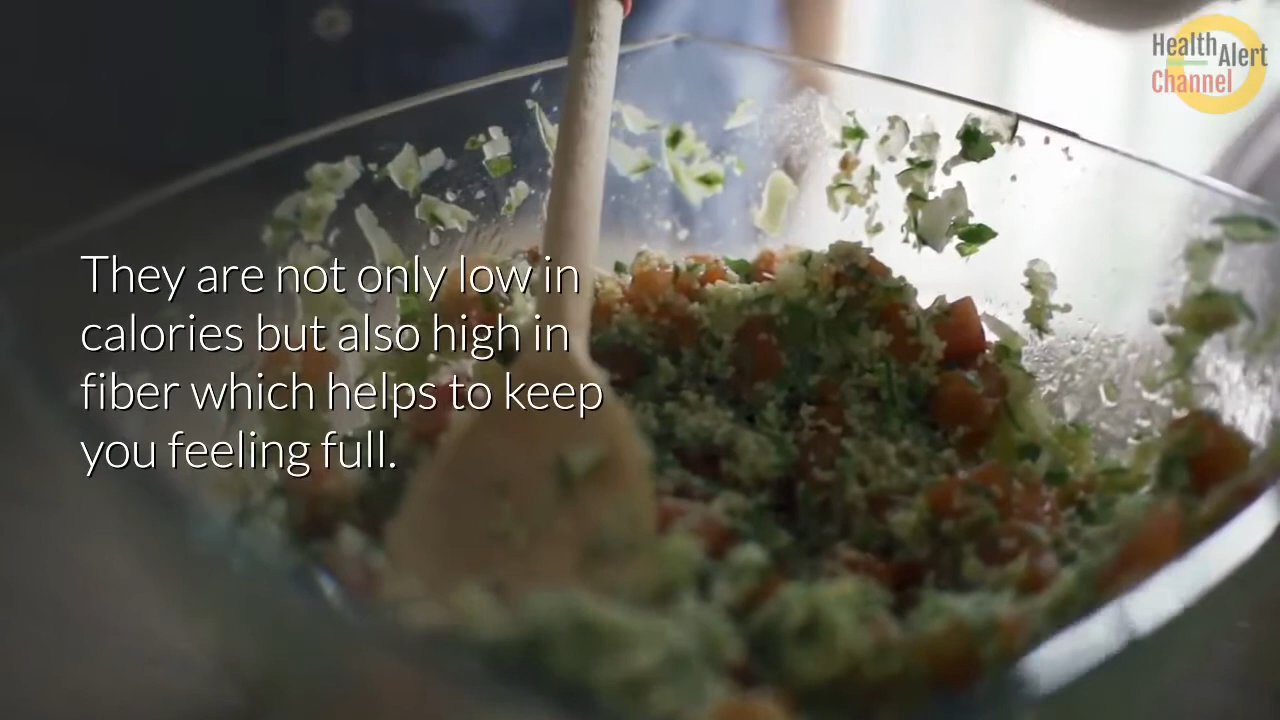 Health
Alert
Channel
They are not only low in
calories but also high in
fiber which helps to keep
you feeling full.